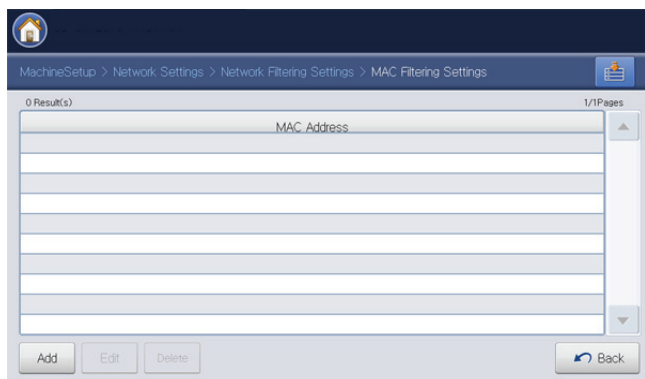 MachineSetup > Network Settings > Network Filtering Settings > MAC Filtering Settings
0 Result(s) 1/1Pages
MAC Address
Add Edit Delete Back